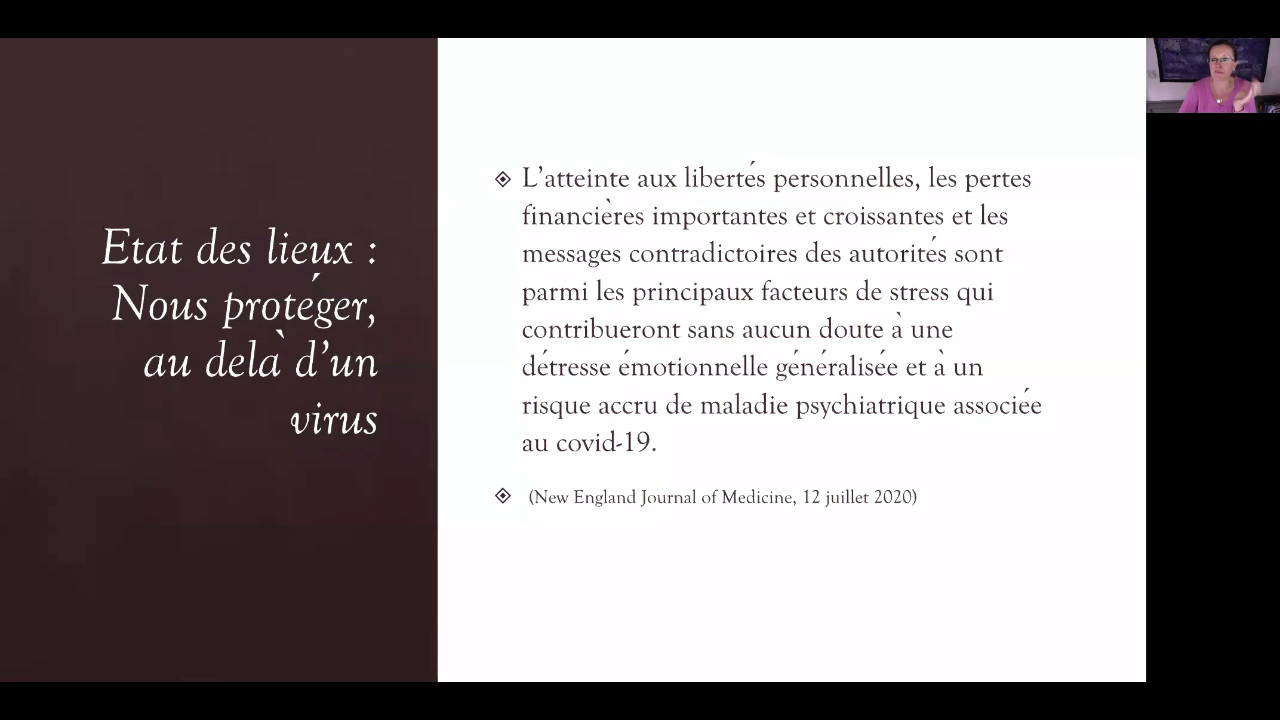 Etat des lieux :
Nous protéger,
au delà d'un
virus
L'atteinte aux libertés personnelles, les pertes
financières importantes et croissantes et les
messages contradictoires des autorités sont
parmi les principaux facteurs de stress qui
contribueront sans aucun doute à une
détresse émotionnelle généralisée et à un
risque accru de maladie psychiatrique associée
au covid-19.
(New England Journal of Medicine, 12 juillet 2020)